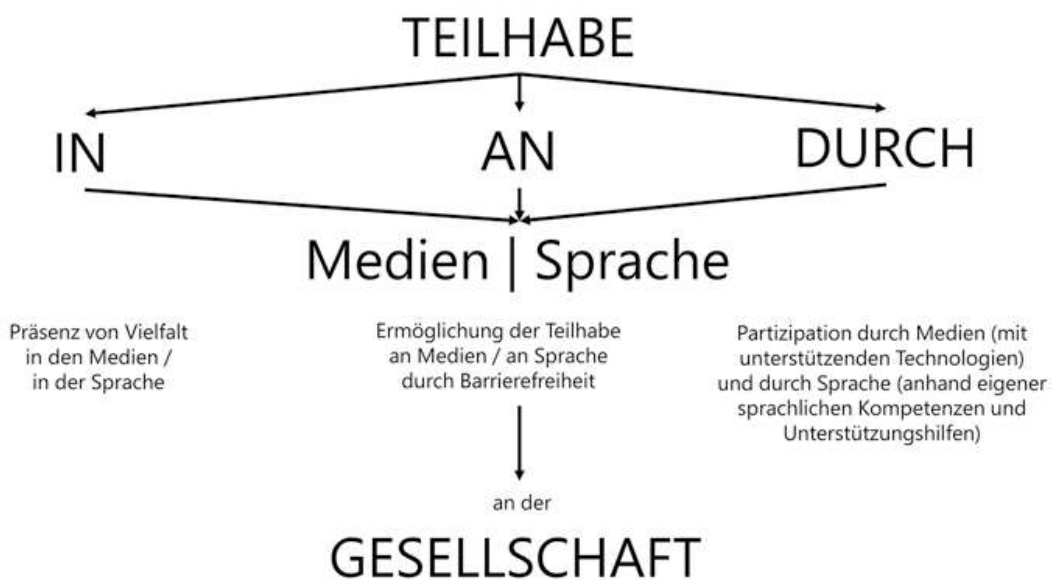 TEILHABE
IN
AN
DURCH
Medien | Sprache
Präsenz von Vielfalt
in den Medien /
in der Sprache
Ermöglichung der Teilhabe
an Medien / an Sprache
durch Barrierefreiheit
Partizipation durch Medien (mit
unterstützenden Technologien)
und durch Sprache (anhand eigener
sprachlichen Kompetenzen und
Unterstützungshilfen)
an der
GESELLSCHAFT